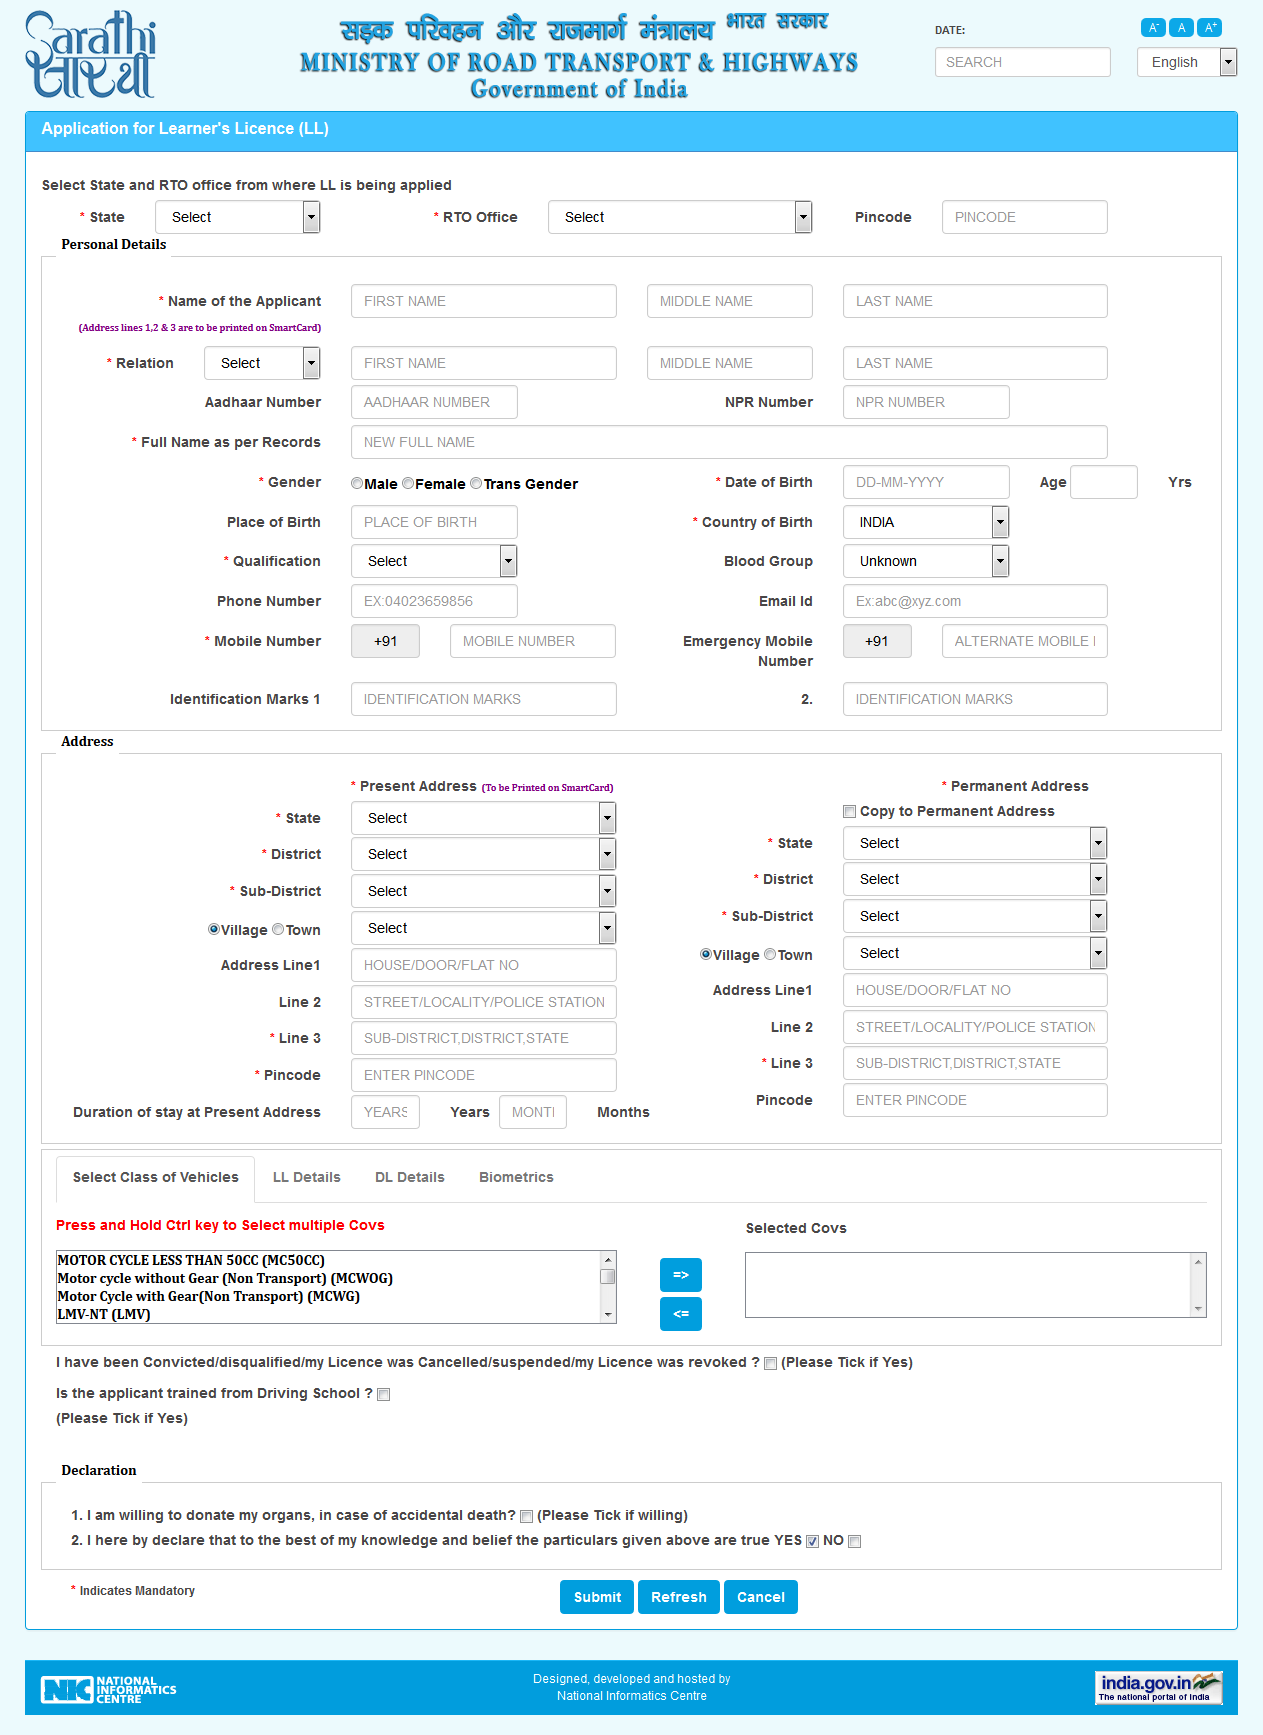 Sarathi
सारथी
सड़क परिवहन और राजमार्ग मंत्रालय भारत सरकार
MINISTRY OF ROAD TRANSPORT & HIGHWAYS
Government of India
DATE:
A- A A+
SEARCH English
Application for Learner's Licence (LL)
Select State and RTO office from where LL is being applied
* State Select * RTO Office Select Pincode PINCODE
Personal Details
* Name of the Applicant FIRST NAME MIDDLE NAME LAST NAME
(Address lines 1,2 & 3 are to be printed on SmartCard)
* Relation Select FIRST NAME MIDDLE NAME LAST NAME
Aadhaar Number AADHAAR NUMBER NPR Number NPR NUMBER
* Full Name as per Records NEW FULL NAME
* Gender Male Female Trans Gender * Date of Birth DD-MM-YYYY Age Yrs
Place of Birth PLACE OF BIRTH * Country of Birth INDIA
* Qualification Select Blood Group Unknown
Phone Number EX:04023659856 Email Id Ex:abc@xyz.com
* Mobile Number +91 MOBILE NUMBER Emergency Mobile Number +91 ALTERNATE MOBILE
Identification Marks 1 IDENTIFICATION MARKS 2. IDENTIFICATION MARKS
Address
* Present Address (To be Printed on SmartCard) * Permanent Address
Copy to Permanent Address
* State Select * State Select
* District Select * District Select
* Sub-District Select * Sub-District Select
Village Town Select Village Town Select
Address Line1 HOUSE/DOOR/FLAT NO Address Line1 HOUSE/DOOR/FLAT NO
Line 2 STREET/LOCALITY/POLICE STATION Line 2 STREET/LOCALITY/POLICE STATION
* Line 3 SUB-DISTRICT,DISTRICT,STATE * Line 3 SUB-DISTRICT,DISTRICT,STATE
* Pincode ENTER PINCODE Pincode ENTER PINCODE
Duration of stay at Present Address YEARS Years MONTH Months
Select Class of Vehicles LL Details DL Details Biometrics
Press and Hold Ctrl key to Select multiple Covs Selected Covs
MOTOR CYCLE LESS THAN 50CC (MC50CC)
Motor cycle without Gear (Non Transport) (MCWOG)
Motor Cycle with Gear(Non Transport) (MCWG)
LMV-NT (LMV)
=>
<=
I have been Convicted/disqualified/my Licence was Cancelled/suspended/my Licence was revoked ? (Please Tick if Yes)
Is the applicant trained from Driving School ?
(Please Tick if Yes)
Declaration
1. I am willing to donate my organs, in case of accidental death? (Please Tick if willing)
2. I here by declare that to the best of my knowledge and belief the particulars given above are true YES NO
* Indicates Mandatory Submit Refresh Cancel
NIC NATIONAL INFORMATICS CENTRE
Designed, developed and hosted by
National Informatics Centre
india.gov.in
The national portal of India